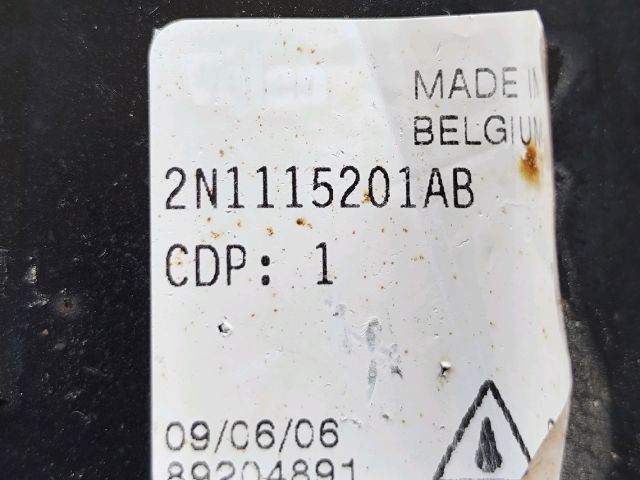 MADE IN
BELGIUM
2N1115201AB
CDP: 1
09/06/06
89204891